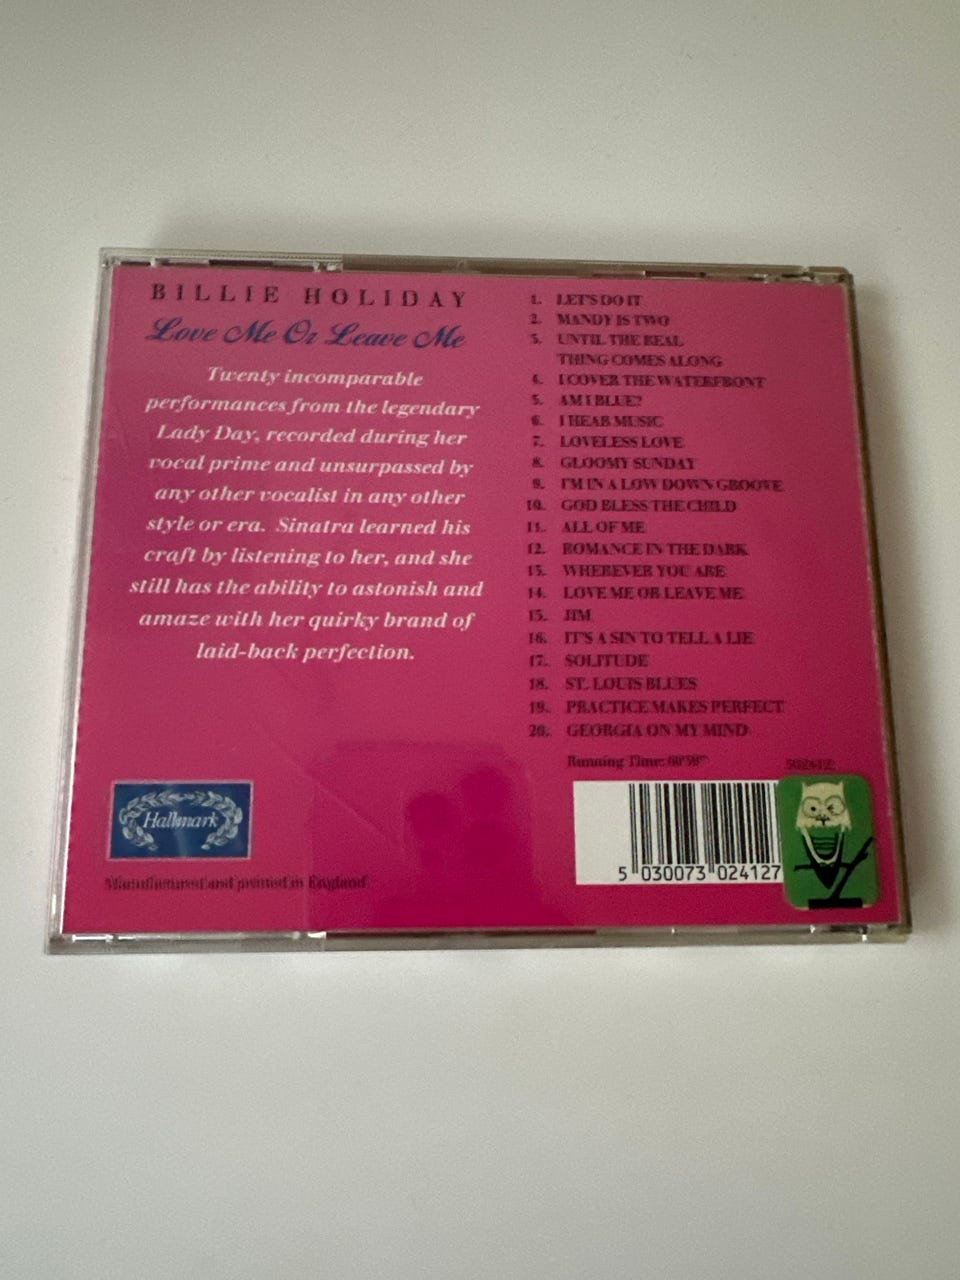 BILLIE HOLIDAY
Love Me Or Leave Me
Twenty incomparable
performances from the legendary
Lady Day, recorded during her
vocal prime and unsurpassed by
any other vocalist in any other
style or era. Sinatra learned his
craft by listening to her, and she
still has the ability to astonish and
amaze with her quirky brand of
laid-back perfection.
1. LET'S DO IT
2. MANDY IS TWO
3. UNTIL THE REAL
THING COMES ALONG
4. I COVER THE WATERFRONT
5. AM I BLUE?
6. I HEAR MUSIC
7. LOVELESS LOVE
8. GLOOMY SUNDAY
9. I'M IN A LOW DOWN GROOVE
10. GOD BLESS THE CHILD
11. ALL OF ME
12. ROMANCE IN THE DARK
13. WHEREVER YOU ARE
14. LOVE ME OR LEAVE ME
15. JIM
16. IT'S A SIN TO TELL A LIE
17. SOLITUDE
18. ST. LOUIS BLUES
19. PRACTICE MAKES PERFECT
20. GEORGIA ON MY MIND
Running Time:
Hallmark
Manufactured and printed in England
5 030073 024127